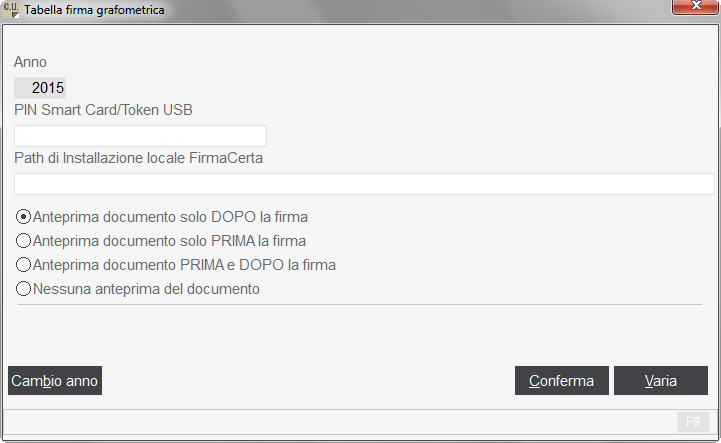 C.U. Tabella firma grafometrica
Anno
2015
PIN Smart Card/Token USB
Path di Installazione locale FirmaCerta
Anteprima documento solo DOPO la firma
Anteprima documento solo PRIMA la firma
Anteprima documento PRIMA e DOPO la firma
Nessuna anteprima del documento
Cambio anno Conferma Varia
F9